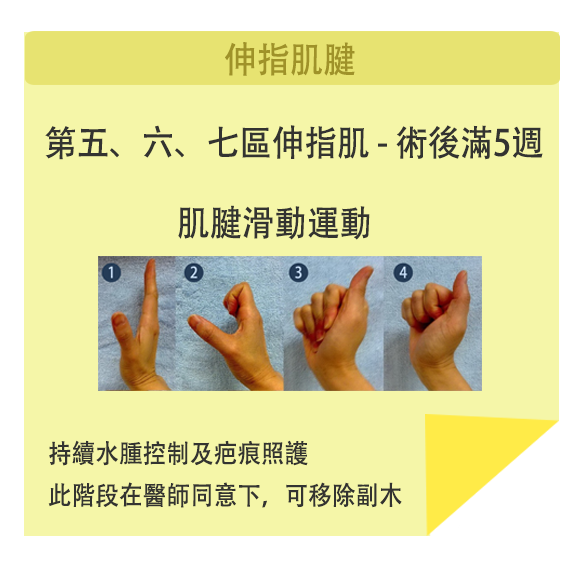 伸指肌腱
第五、六、七區伸指肌 - 術後滿5週
肌腱滑動運動
1 2 3 4
持續水腫控制及疤痕照護
此階段在醫師同意下, 可移除副木